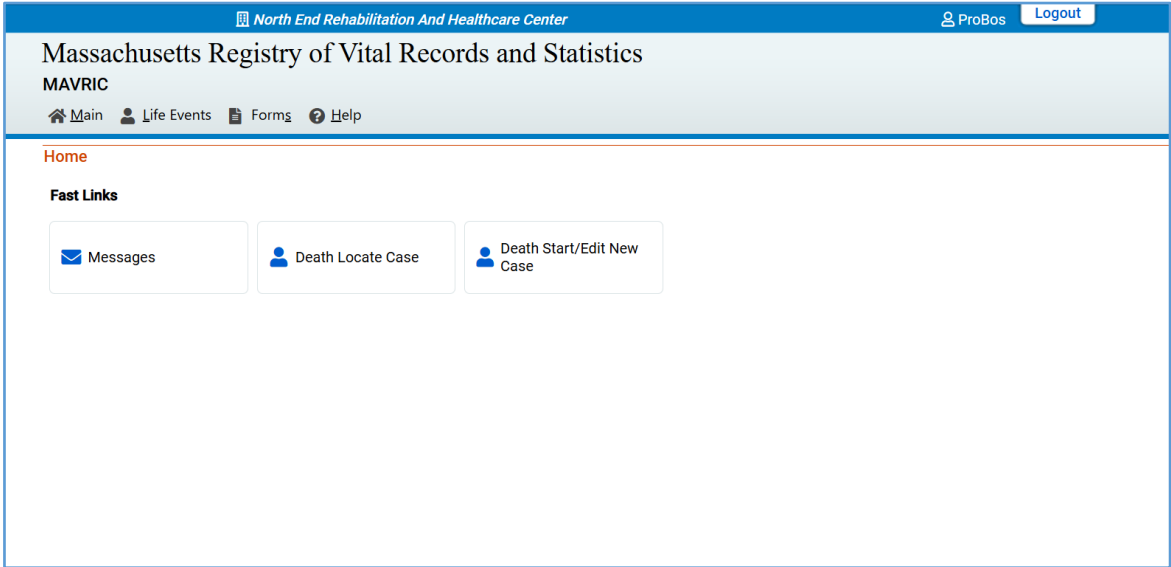 North End Rehabilitation And Healthcare Center
ProBos
Logout
Massachusetts Registry of Vital Records and Statistics
MAVRIC
Main Life Events Forms Help
Home
Fast Links
Messages
Death Locate Case
Death Start/Edit New
Case